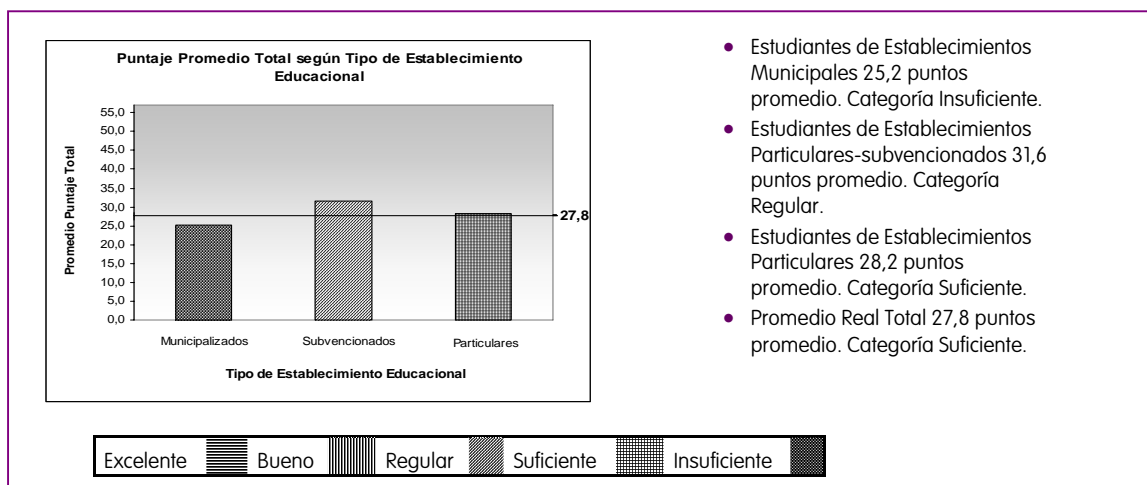 Puntaje Promedio Total según Tipo de Establecimiento
Educacional
Promedio Puntaje Total
55,0
50,0
45,0
40,0
35,0
30,0
25,0
20,0
15,0
10,0
5,0
0,0
27,8
Municipalizados
Subvencionados
Particulares
Tipo de Establecimiento Educacional
• Estudiantes de Establecimientos
Municipales 25,2 puntos
promedio. Categoría Insuficiente.
• Estudiantes de Establecimientos
Particulares-subvencionados 31,6
puntos promedio. Categoría
Regular.
• Estudiantes de Establecimientos
Particulares 28,2 puntos
promedio. Categoría Suficiente.
• Promedio Real Total 27,8 puntos
promedio. Categoría Suficiente.
Excelente Bueno Regular Suficiente Insuficiente